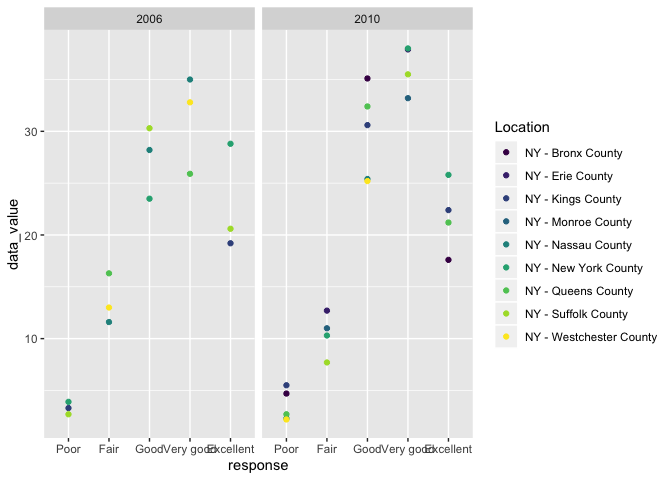 2006 2010
30
20
10
data_value
Poor Fair Good Very good Excellent Poor Fair Good Very good Excellent
response
Location
NY - Bronx County
NY - Erie County
NY - Kings County
NY - Monroe County
NY - Nassau County
NY - New York County
NY - Queens County
NY - Suffolk County
NY - Westchester County